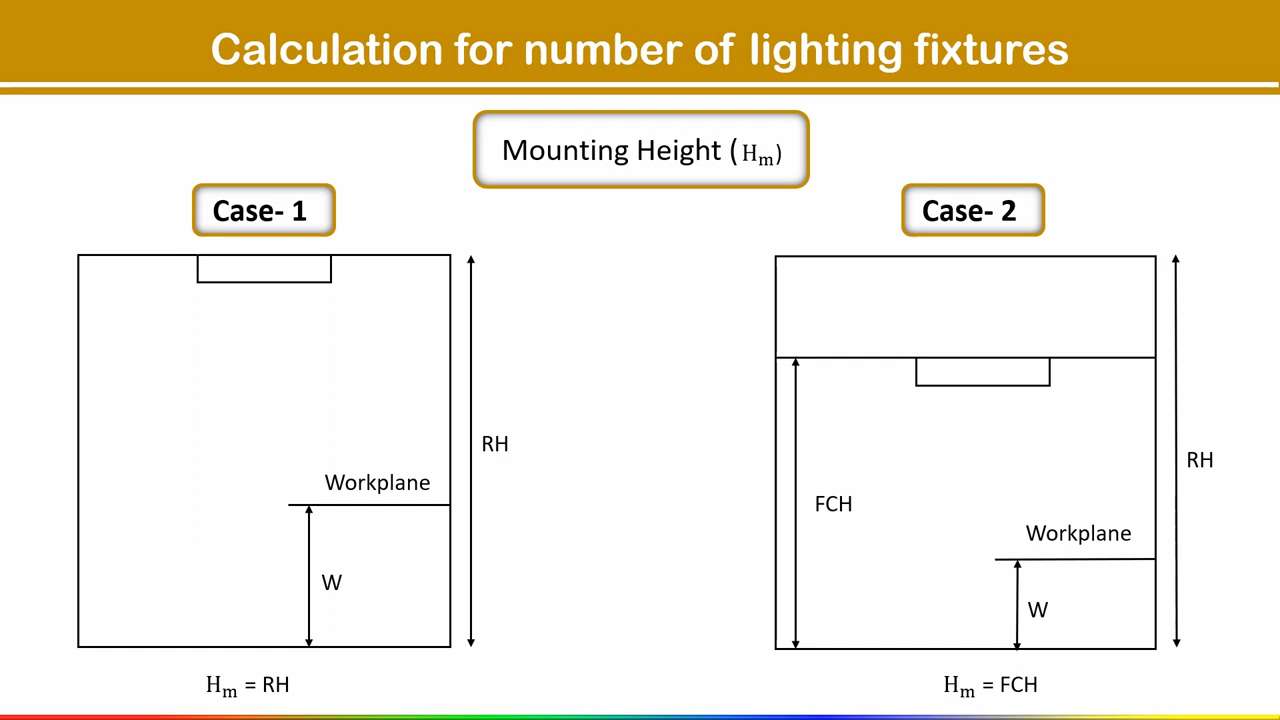 Calculation for number of lighting fixtures
Mounting Height (Hₘ)
Case- 1
Case- 2
RH
Workplane
W
Hₘ = RH
FCH
RH
Workplane
W
Hₘ = FCH